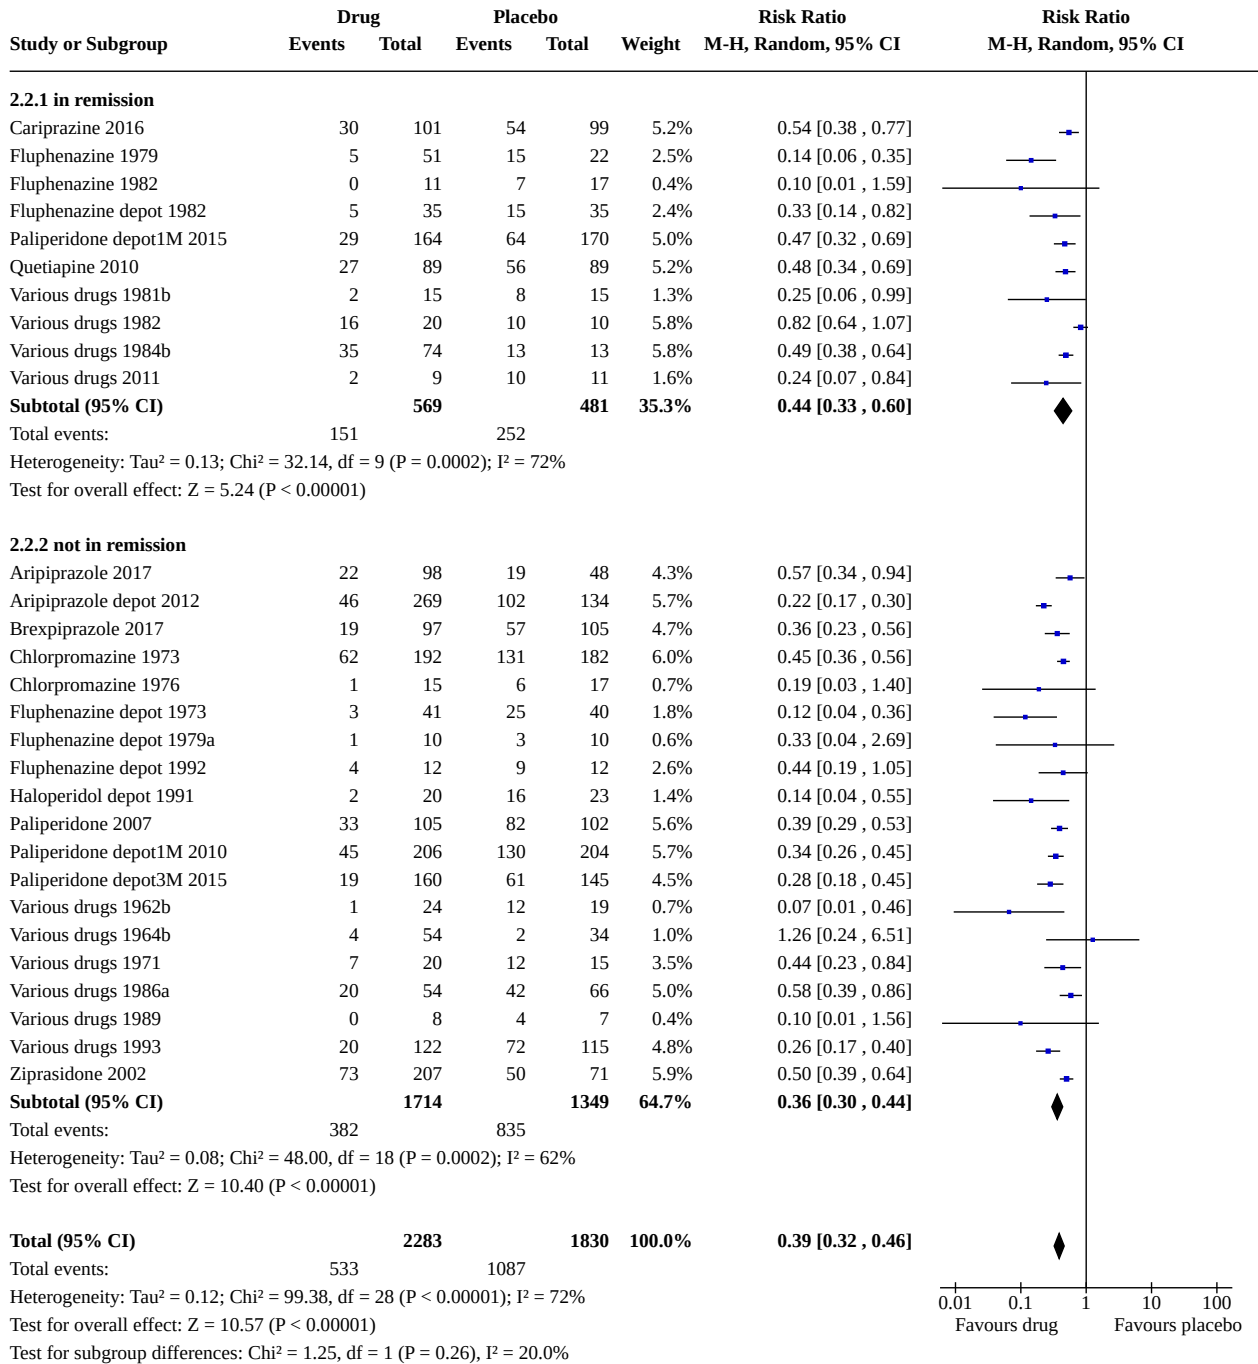 Drug Placebo Risk Ratio Risk Ratio
Study or Subgroup Events Total Events Total Weight M-H, Random, 95% CI M-H, Random, 95% CI
2.2.1 in remission
Cariprazine 2016 30 101 54 99 5.2% 0.54 [0.38 , 0.77]
Fluphenazine 1979 5 51 15 22 2.5% 0.14 [0.06 , 0.35]
Fluphenazine 1982 0 11 7 17 0.4% 0.10 [0.01 , 1.59]
Fluphenazine depot 1982 5 35 15 35 2.4% 0.33 [0.14 , 0.82]
Paliperidone depot1M 2015 29 164 64 170 5.0% 0.47 [0.32 , 0.69]
Quetiapine 2010 27 89 56 89 5.2% 0.48 [0.34 , 0.69]
Various drugs 1981b 2 15 8 15 1.3% 0.25 [0.06 , 0.99]
Various drugs 1982 16 20 10 10 5.8% 0.82 [0.64 , 1.07]
Various drugs 1984b 35 74 13 13 5.8% 0.49 [0.38 , 0.64]
Various drugs 2011 2 9 10 11 1.6% 0.24 [0.07 , 0.84]
Subtotal (95% CI) 569 481 35.3% 0.44 [0.33 , 0.60]
Total events: 151 252
Heterogeneity: Tau² = 0.13; Chi² = 32.14, df = 9 (P = 0.0002); I² = 72%
Test for overall effect: Z = 5.24 (P < 0.00001)
2.2.2 not in remission
Aripiprazole 2017 22 98 19 48 4.3% 0.57 [0.34 , 0.94]
Aripiprazole depot 2012 46 269 102 134 5.7% 0.22 [0.17 , 0.30]
Brexpiprazole 2017 19 97 57 105 4.7% 0.36 [0.23 , 0.56]
Chlorpromazine 1973 62 192 131 182 6.0% 0.45 [0.36 , 0.56]
Chlorpromazine 1976 1 15 6 17 0.7% 0.19 [0.03 , 1.40]
Fluphenazine depot 1973 3 41 25 40 1.8% 0.12 [0.04 , 0.36]
Fluphenazine depot 1979a 1 10 3 10 0.6% 0.33 [0.04 , 2.69]
Fluphenazine depot 1992 4 12 9 12 2.6% 0.44 [0.19 , 1.05]
Haloperidol depot 1991 2 20 16 23 1.4% 0.14 [0.04 , 0.55]
Paliperidone 2007 33 105 82 102 5.6% 0.39 [0.29 , 0.53]
Paliperidone depot1M 2010 45 206 130 204 5.7% 0.34 [0.26 , 0.45]
Paliperidone depot3M 2015 19 160 61 145 4.5% 0.28 [0.18 , 0.45]
Various drugs 1962b 1 24 12 19 0.7% 0.07 [0.01 , 0.46]
Various drugs 1964b 4 54 2 34 1.0% 1.26 [0.24 , 6.51]
Various drugs 1971 7 20 12 15 3.5% 0.44 [0.23 , 0.84]
Various drugs 1986a 20 54 42 66 5.0% 0.58 [0.39 , 0.86]
Various drugs 1989 0 8 4 7 0.4% 0.10 [0.01 , 1.56]
Various drugs 1993 20 122 72 115 4.8% 0.26 [0.17 , 0.40]
Ziprasidone 2002 73 207 50 71 5.9% 0.50 [0.39 , 0.64]
Subtotal (95% CI) 1714 1349 64.7% 0.36 [0.30 , 0.44]
Total events: 382 835
Heterogeneity: Tau² = 0.08; Chi² = 48.00, df = 18 (P = 0.0002); I² = 62%
Test for overall effect: Z = 10.40 (P < 0.00001)
Total (95% CI) 2283 1830 100.0% 0.39 [0.32 , 0.46]
Total events: 533 1087
Heterogeneity: Tau² = 0.12; Chi² = 99.38, df = 28 (P < 0.00001); I² = 72%
0.01 0.1 1 10 100
Test for overall effect: Z = 10.57 (P < 0.00001) Favours drug Favours placebo
Test for subgroup differences: Chi² = 1.25, df = 1 (P = 0.26), I² = 20.0%